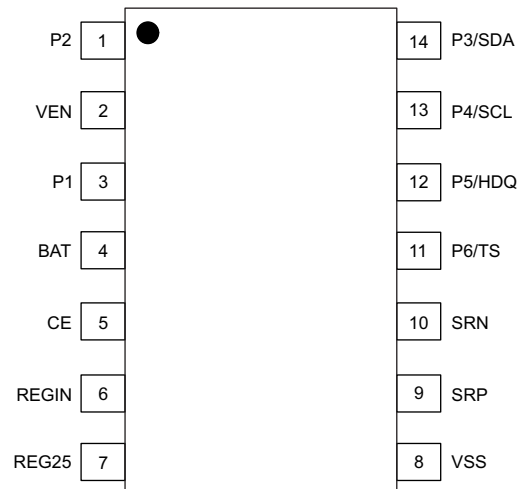 P2 1 14 P3/SDA
VEN 2 13 P4/SCL
P1 3 12 P5/HDQ
BAT 4 11 P6/TS
CE 5 10 SRN
REGIN 6 9 SRP
REG25 7 8 VSS